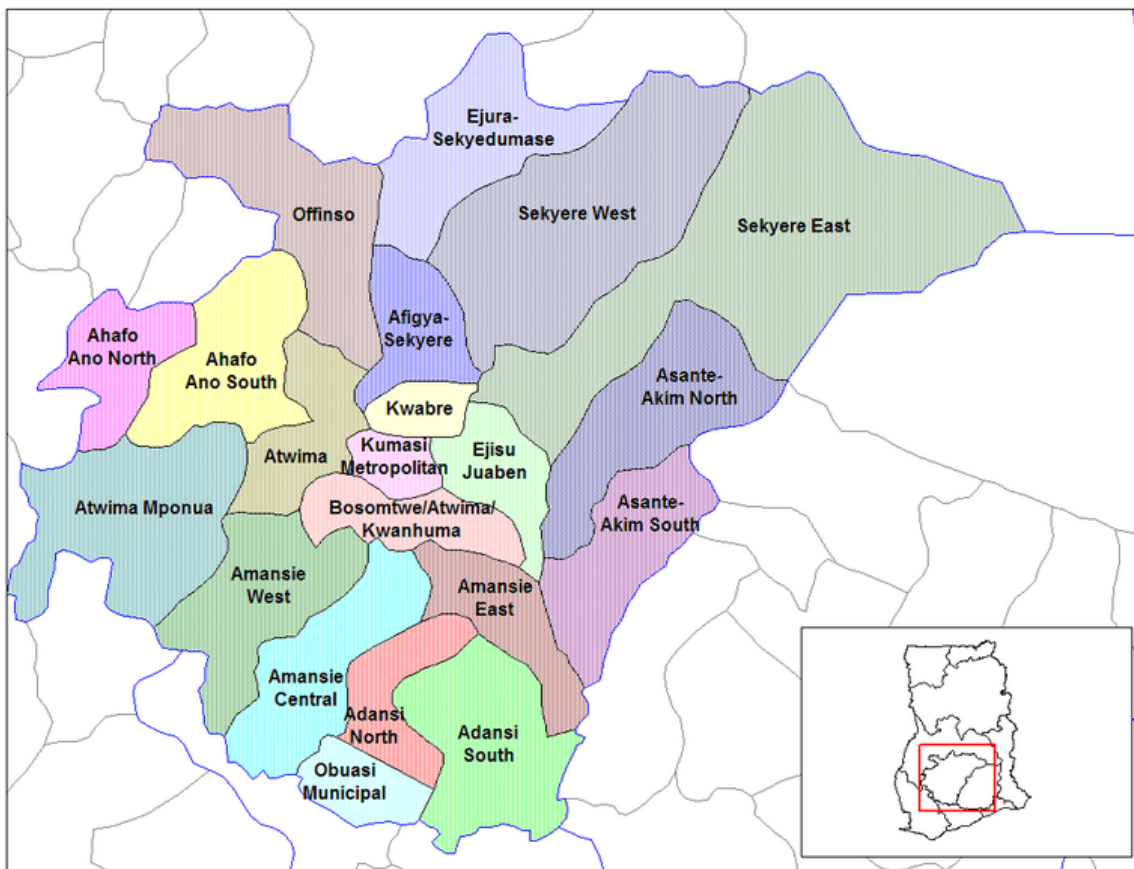 Ejura-
Sekyedumase
Offinso
Sekyere West
Sekyere East
Afigya-
Sekyere
Ahafo
Ano North
Ahafo
Ano South
Asante-
Akim North
Kwabre
Kumasi
Metropolitan
Ejisu
Juaben
Atwima
Atwima Mponua
Bosomtwe/Atwima/
Kwanhuma
Asante-
Akim South
Amansie
West
Amansie
East
Amansie
Central
Adansi
North
Adansi
South
Obuasi
Municipal